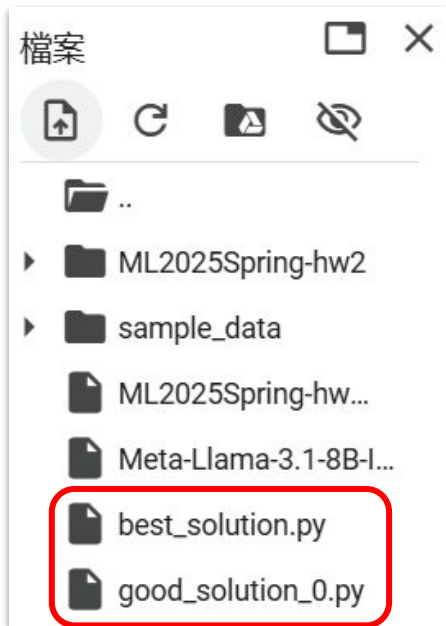 檔案
..
ML2025Spring-hw2
sample_data
ML2025Spring-hw...
Meta-Llama-3.1-8B-I...
best_solution.py
good_solution_0.py